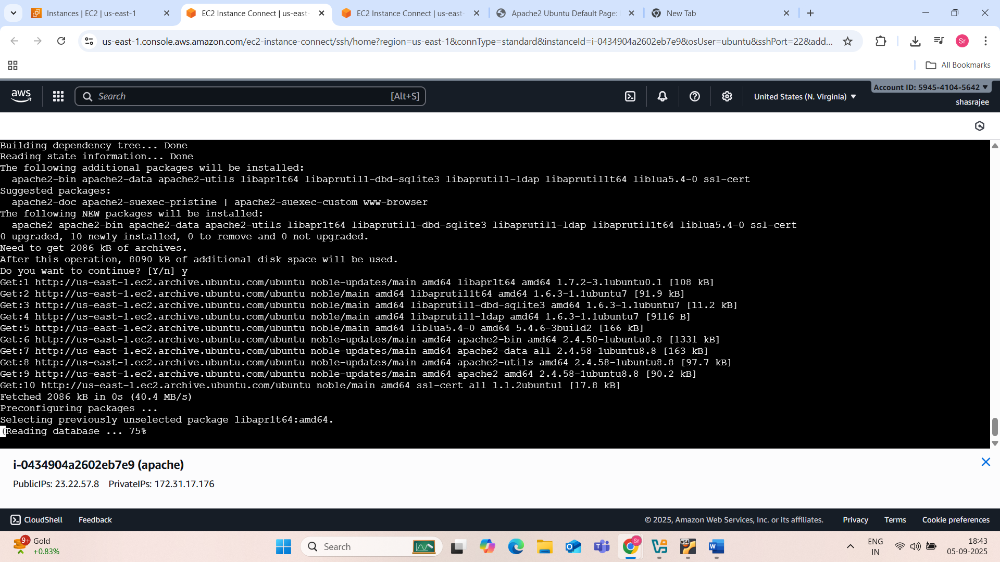 Instances | EC2 | us-east-1
EC2 Instance Connect | us-east-
EC2 Instance Connect | us-east-
Apache2 Ubuntu Default Page:
New Tab
us-east-1.console.aws.amazon.com/ec2-instance-connect/ssh/home?region=us-east-1&connType=standard&instanceId=i-0434904a2602eb7e9&osUser=ubuntu&sshPort=22&add...
Sr
All Bookmarks
aws
Search
[Alt+S]
United States (N. Virginia)
Account ID: 5945-4104-5642
shasrajee
Building dependency tree... Done
Reading state information... Done
The following additional packages will be installed:
apache2-bin apache2-data apache2-utils libapr1t64 libaprutil1-dbd-sqlite3 libaprutil1-ldap libaprutil1t64 liblua5.4-0 ssl-cert
Suggested packages:
apache2-doc apache2-suexec-pristine | apache2-suexec-custom www-browser
The following NEW packages will be installed:
apache2 apache2-bin apache2-data apache2-utils libapr1t64 libaprutil1-dbd-sqlite3 libaprutil1-ldap libaprutil1t64 liblua5.4-0 ssl-cert
0 upgraded, 10 newly installed, 0 to remove and 0 not upgraded.
Need to get 2086 kB of archives.
After this operation, 8090 kB of additional disk space will be used.
Do you want to continue? [Y/n] y
Get:1 http://us-east-1.ec2.archive.ubuntu.com/ubuntu noble-updates/main amd64 libapr1t64 amd64 1.7.2-3.1ubuntu0.1 [108 kB]
Get:2 http://us-east-1.ec2.archive.ubuntu.com/ubuntu noble/main amd64 libaprutil1t64 amd64 1.6.3-1.1ubuntu7 [91.9 kB]
Get:3 http://us-east-1.ec2.archive.ubuntu.com/ubuntu noble/main amd64 libaprutil1-dbd-sqlite3 amd64 1.6.3-1.1ubuntu7 [11.2 kB]
Get:4 http://us-east-1.ec2.archive.ubuntu.com/ubuntu noble/main amd64 libaprutil1-ldap amd64 1.6.3-1.1ubuntu7 [9116 B]
Get:5 http://us-east-1.ec2.archive.ubuntu.com/ubuntu noble/main amd64 liblua5.4-0 amd64 5.4.6-3build2 [166 kB]
Get:6 http://us-east-1.ec2.archive.ubuntu.com/ubuntu noble-updates/main amd64 apache2-bin amd64 2.4.58-1ubuntu8.8 [1331 kB]
Get:7 http://us-east-1.ec2.archive.ubuntu.com/ubuntu noble-updates/main amd64 apache2-data all 2.4.58-1ubuntu8.8 [163 kB]
Get:8 http://us-east-1.ec2.archive.ubuntu.com/ubuntu noble-updates/main amd64 apache2-utils amd64 2.4.58-1ubuntu8.8 [97.7 kB]
Get:9 http://us-east-1.ec2.archive.ubuntu.com/ubuntu noble-updates/main amd64 apache2 amd64 2.4.58-1ubuntu8.8 [90.2 kB]
Get:10 http://us-east-1.ec2.archive.ubuntu.com/ubuntu noble/main amd64 ssl-cert all 1.1.2ubuntu1 [17.8 kB]
Fetched 2086 kB in 0s (40.4 MB/s)
Preconfiguring packages ...
Selecting previously unselected package libapr1t64:amd64.
(Reading database ... 75%
i-0434904a2602eb7e9 (apache)
PublicIPs: 23.22.57.8 PrivateIPs: 172.31.17.176
CloudShell
Feedback
© 2025, Amazon Web Services, Inc. or its affiliates.
Privacy
Terms
Cookie preferences
9+
Gold
+0.83%
Search
Sr
x64
ENG
IN
18:43
05-09-2025